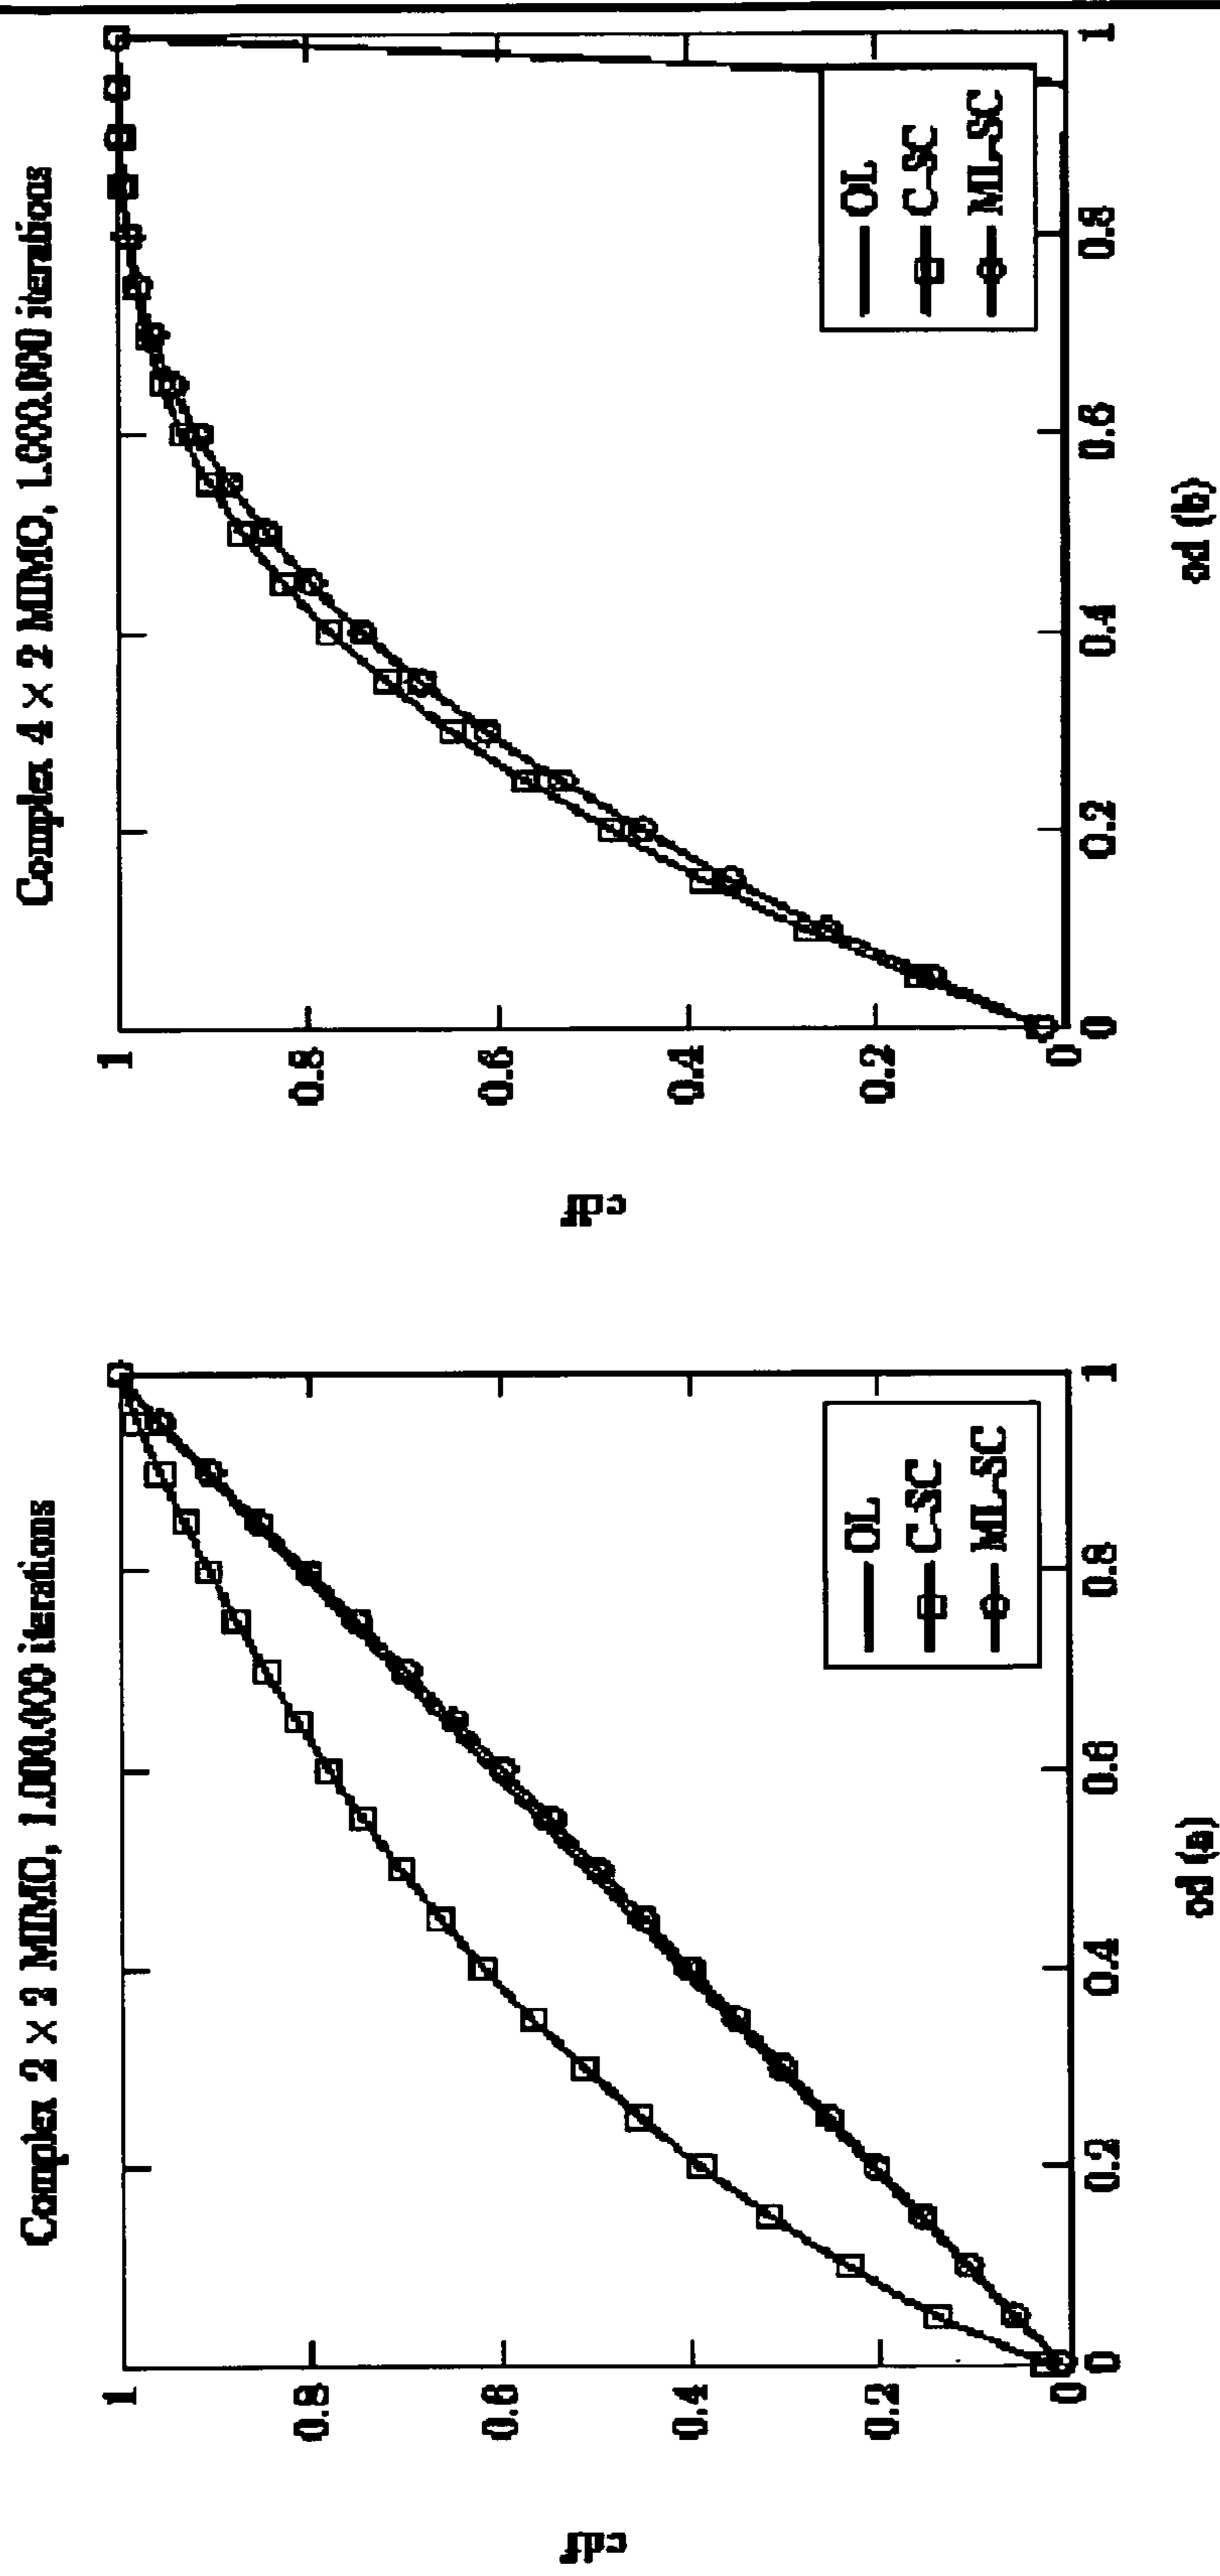 Complex 2 × 2 MIMO, 1.000.000 iterations
cdf
1
0.8
0.6
0.4
0.2
0
0
0.2
0.4
0.6
0.8
1
OL
C-SC
ML-SC
od (a)
Complex 4 × 2 MIMO, 1.000.000 iterations
cdf
1
0.8
0.6
0.4
0.2
0
0
0.2
0.4
0.6
0.8
1
OL
C-SC
ML-SC
od (b)